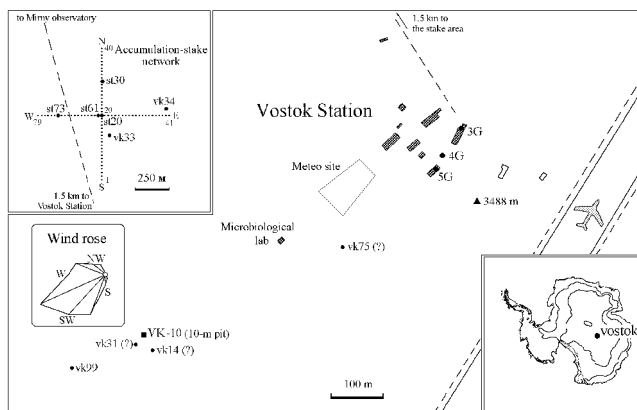 to Mirny observatory
N
40
Accumulation-stake
network
st30
st73
st61
20
vk34
W
79
st20
E
41
vk33
S
1
250 м
1.5 km to
Vostok Station
1.5 km to
the stake area
Vostok Station
3G
4G
5G
Meteo site
3488 m
Microbiological
lab
vk75 (?)
Wind rose
NW
W
S
SW
VK-10 (10-m pit)
vk31 (?)
vk14 (?)
vk99
100 m
vostok